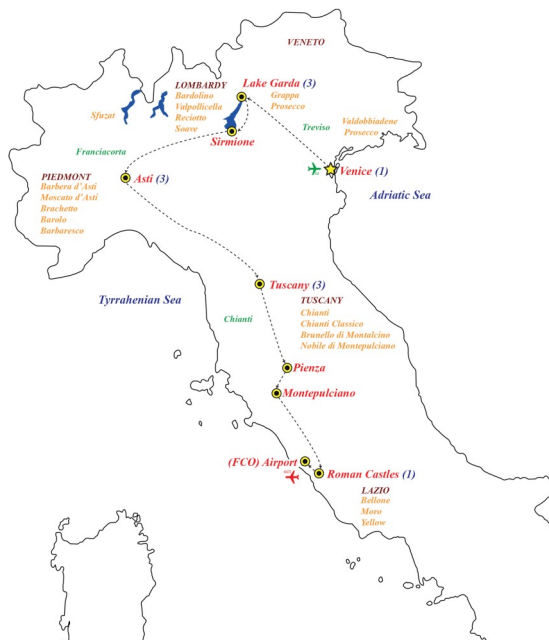 VENETO
Lake Garda (3)
LOMBARDY
Bardolino
Valpollicella
Reciotto
Soave
Grappa
Prosecco
Sfuzat
Sirmione
Treviso
Valdobbiadene
Prosecco
Franciacorta
Venice (1)
Adriatic Sea
PIEDMONT
Barbera d'Asti
Moscato d'Asti
Brachetto
Barolo
Barbaresco
Asti (3)
Tyrrahenian Sea
Tuscany (3)
TUSCANY
Chianti
Chianti Classico
Brunello di Montalcino
Nobile di Montepulciano
Chianti
Pienza
Montepulciano
(FCO) Airport
Roman Castles (1)
LAZIO
Bellone
Moro
Yellow